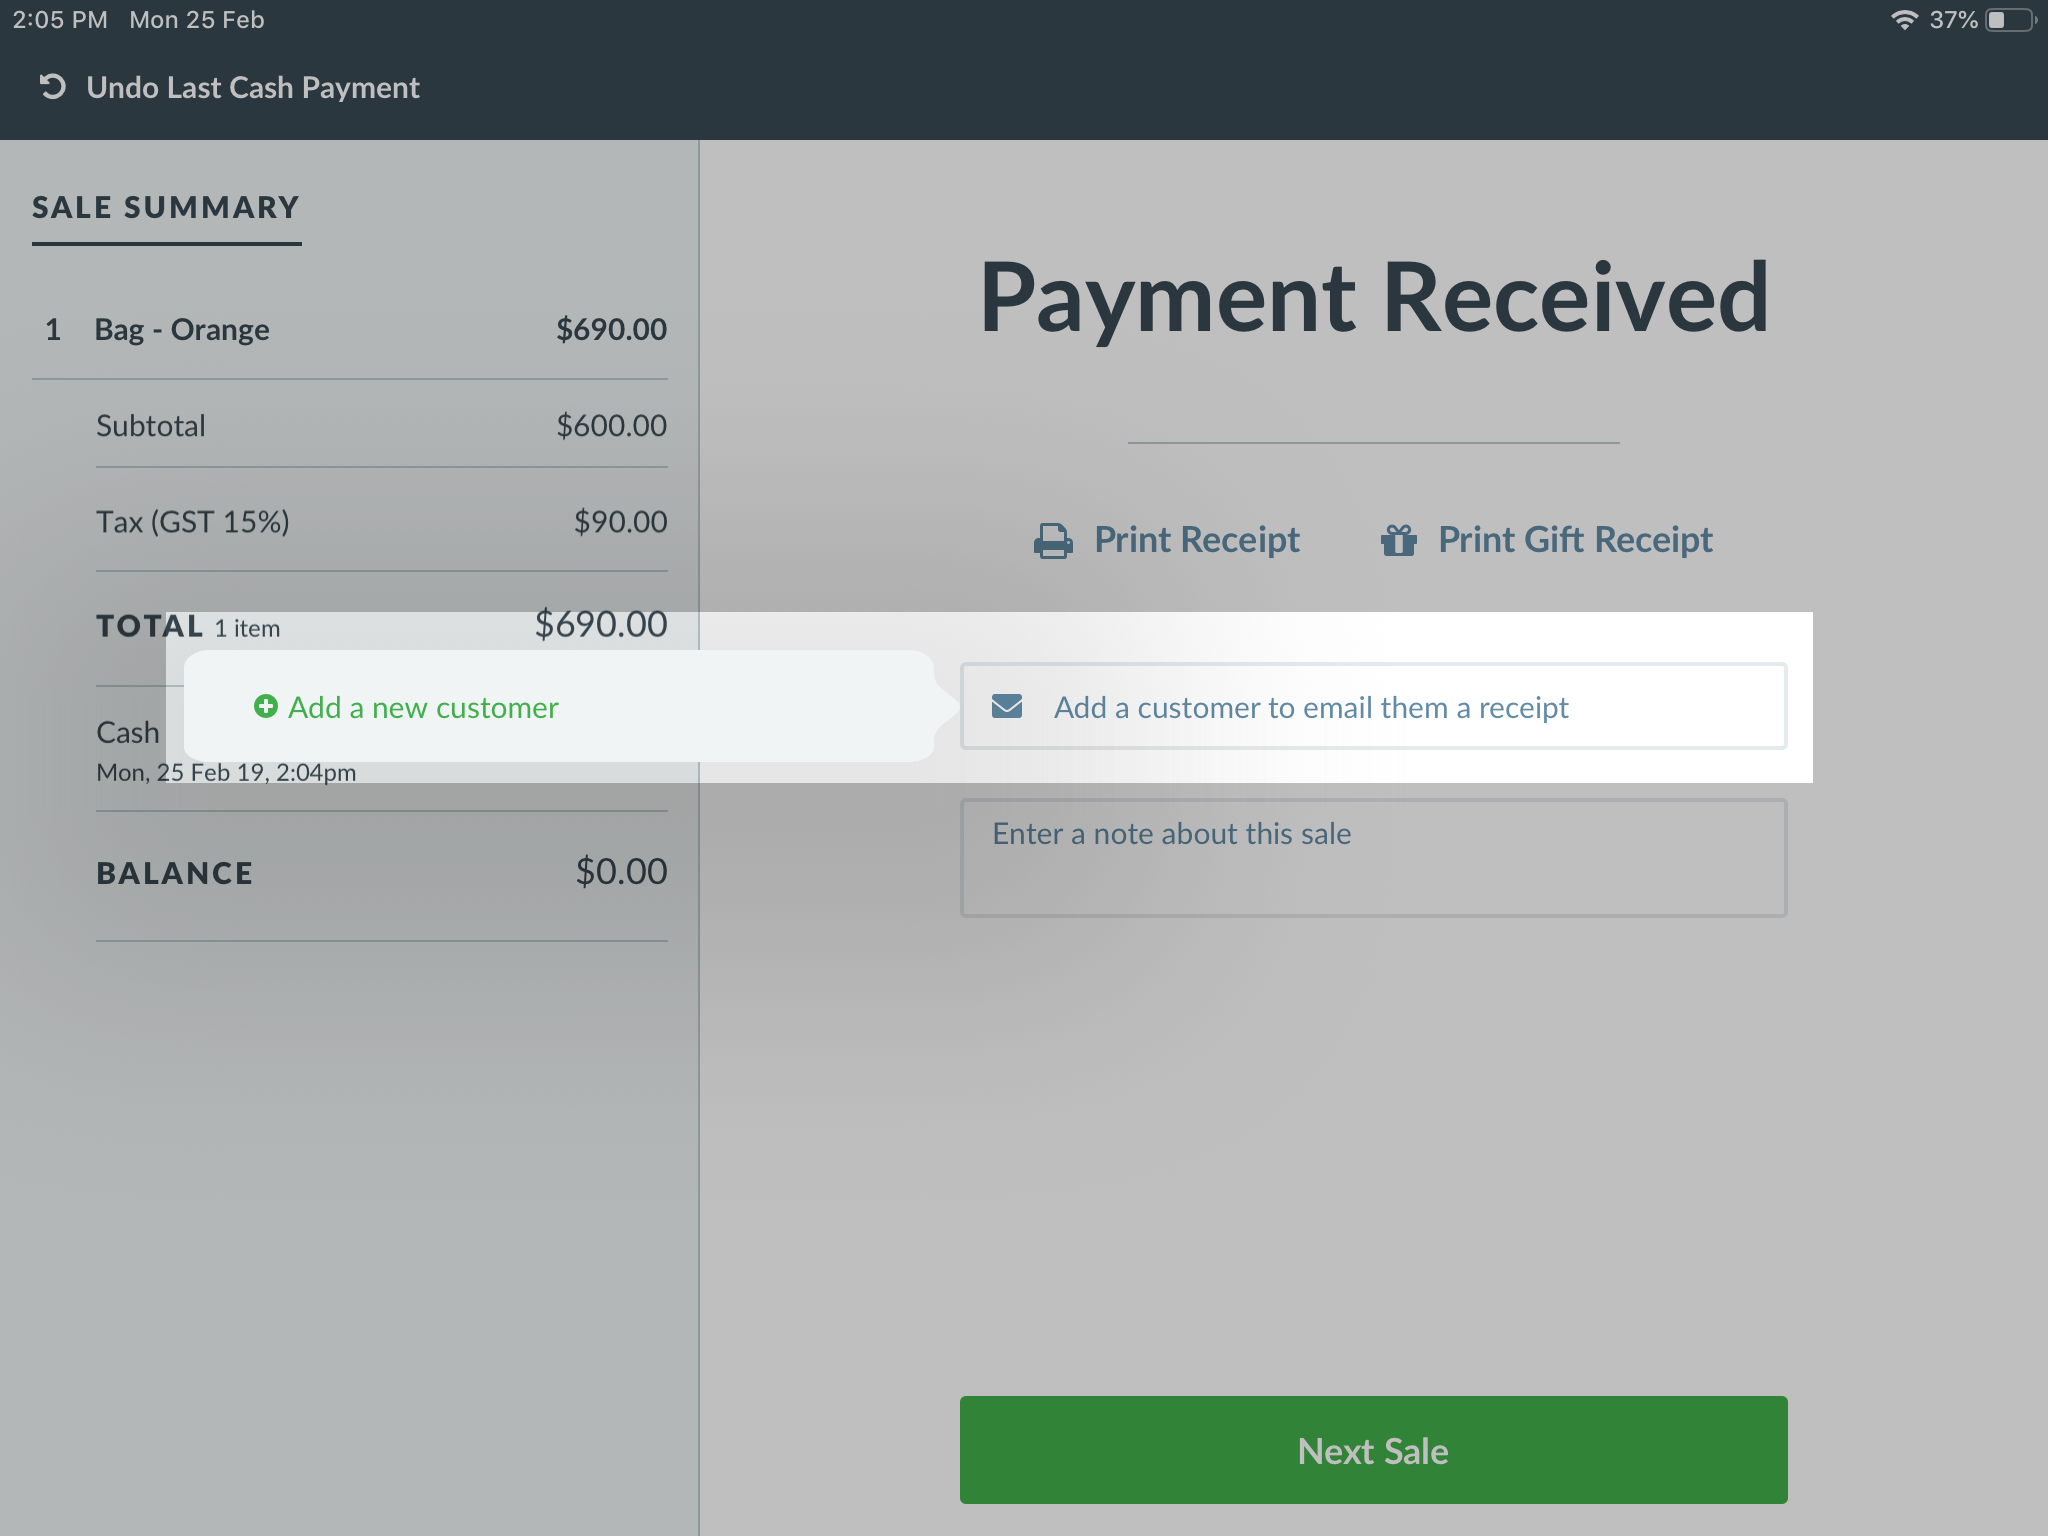 2:05 PM Mon 25 Feb
37%
Undo Last Cash Payment
SALE SUMMARY
1 Bag - Orange $690.00
Subtotal $600.00
Tax (GST 15%) $90.00
TOTAL 1 item $690.00
Cash
Mon, 25 Feb 19, 2:04pm
BALANCE $0.00
Add a new customer
Payment Received
Print Receipt Print Gift Receipt
Add a customer to email them a receipt
Enter a note about this sale
Next Sale